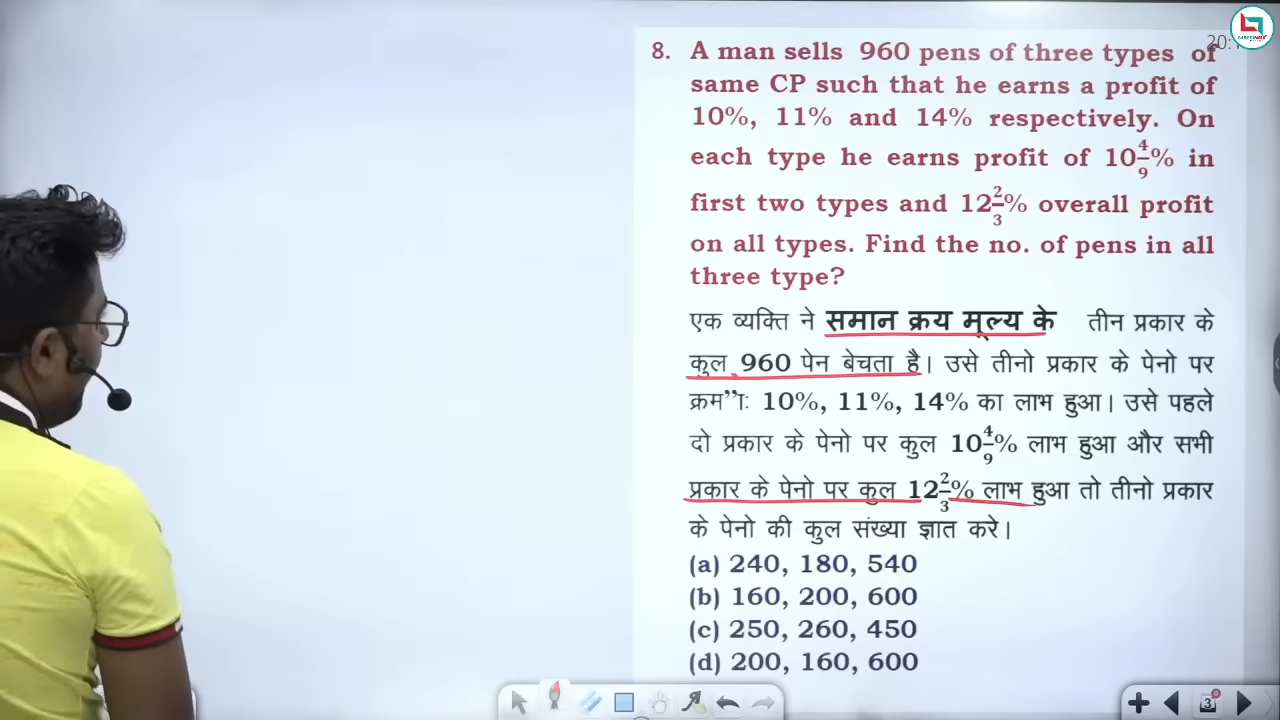 8. A man sells 960 pens of three types of
same CP such that he earns a profit of
10%, 11% and 14% respectively. On
each type he earns profit of 10 4/9% in
first two types and 12 2/3% overall profit
on all types. Find the no. of pens in all
three type?
एक व्यक्ति ने समान क्रय मूल्य के तीन प्रकार के
कुल 960 पेन बेचता है। उसे तीनो प्रकार के पेनो पर
क्रम”ाः 10%, 11%, 14% का लाभ हुआ। उसे पहले
दो प्रकार के पेनो पर कुल 10 4/9% लाभ हुआ और सभी
प्रकार के पेनो पर कुल 12 2/3% लाभ हुआ तो तीनो प्रकार
के पेनो की कुल संख्या ज्ञात करे।
(a) 240, 180, 540
(b) 160, 200, 600
(c) 250, 260, 450
(d) 200, 160, 600